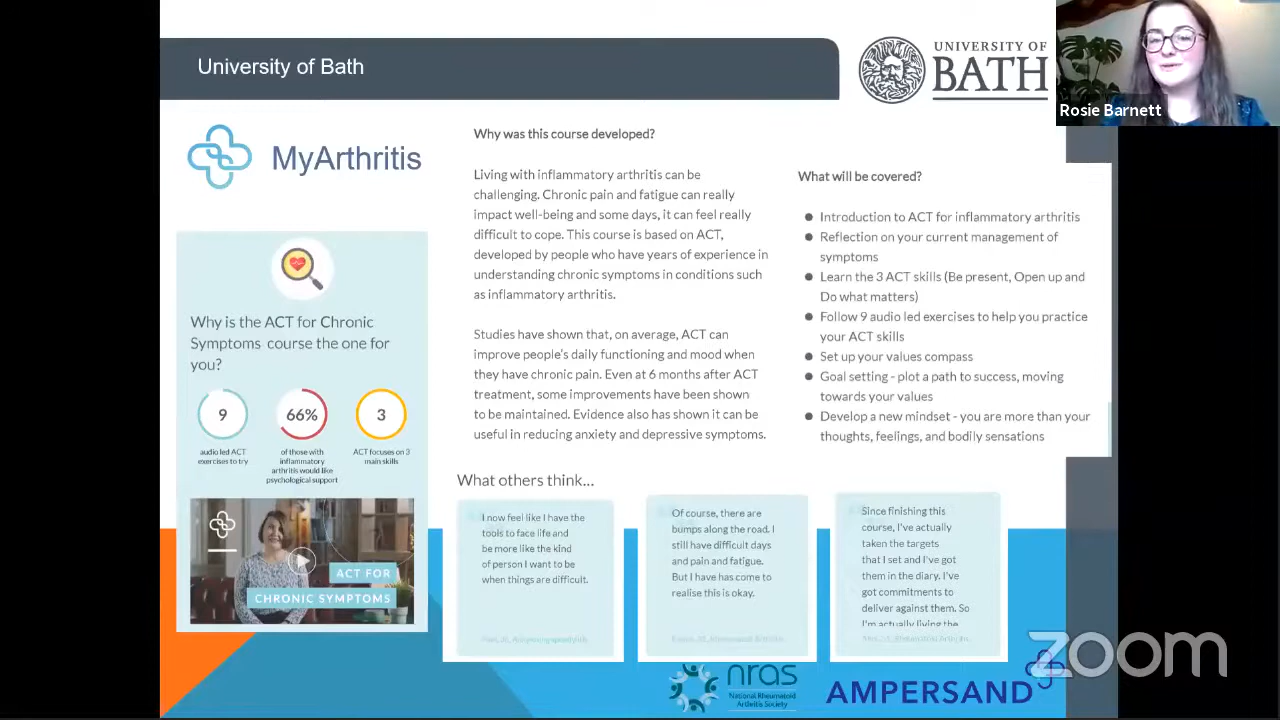 University of Bath
UNIVERSITY OF
BATH
Rosie Barnett
MyArthritis
Why is the ACT for Chronic
Symptoms course the one for
you?
9
66%
3
audio led ACT
exercises to try
of those with
inflammatory
arthritis would like
psychological support
ACT focuses on 3
main skills
ACT FOR
CHRONIC SYMPTOMS
Why was this course developed?
Living with inflammatory arthritis can be
challenging. Chronic pain and fatigue can really
impact well-being and some days, it can feel really
difficult to cope. This course is based on ACT,
developed by people who have years of experience in
understanding chronic symptoms in conditions such
as inflammatory arthritis.
Studies have shown that, on average, ACT can
improve people's daily functioning and mood when
they have chronic pain. Even at 6 months after ACT
treatment, some improvements have been shown
to be maintained. Evidence also has shown it can be
useful in reducing anxiety and depressive symptoms.
What will be covered?
● Introduction to ACT for inflammatory arthritis
● Reflection on your current management of
symptoms
● Learn the 3 ACT skills (Be present, Open up and
Do what matters)
● Follow 9 audio led exercises to help you practice
your ACT skills
● Set up your values compass
● Goal setting - plot a path to success, moving
towards your values
● Develop a new mindset - you are more than your
thoughts, feelings, and bodily sensations
What others think...
I now feel like I have the
tools to face life and
be more like the kind
of person I want to be
when things are difficult.
Of course, there are
bumps along the road. I
still have difficult days
and pain and fatigue.
But I have has come to
realise this is okay.
Since finishing this
course, I've actually
taken the targets
that I set and I've got
them in the diary. I've
got commitments to
deliver against them. So
I'm actually living the
nras
National Rheumatoid
Arthritis Society
AMPERSAND
zoom